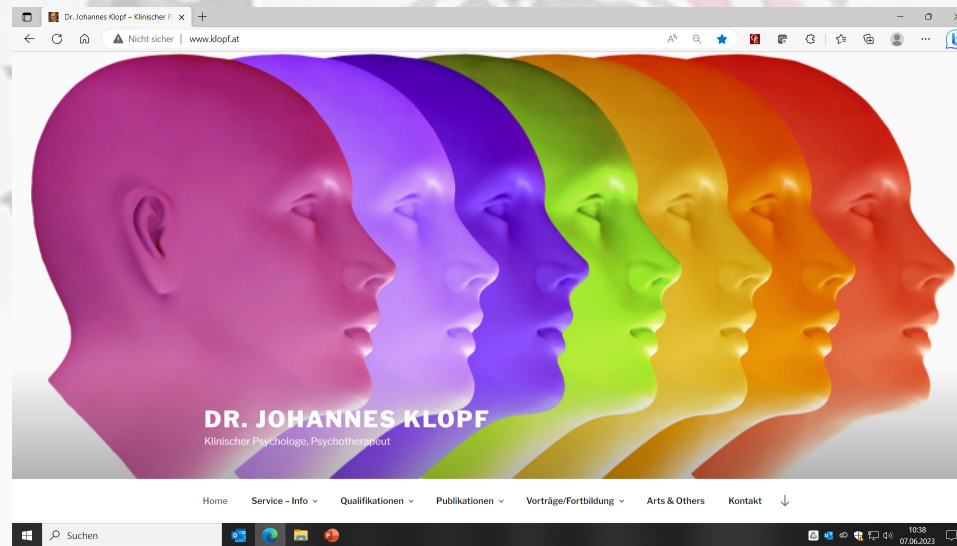 Dr. Johannes Klopf – Klinischer P
Nicht sicher | www.klopf.at
DR. JOHANNES KLOPF
Klinischer Psychologe, Psychotherapeut
Home Service – Info Qualifikationen Publikationen Vorträge/Fortbildung Arts & Others Kontakt
Suchen
10:38
07.06.2023